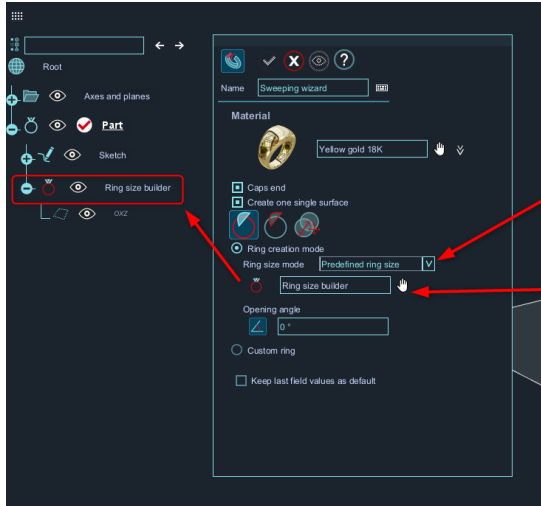 Root
Axes and planes
Part
Sketch
Ring size builder
oxz
?
Name Sweeping wizard
Material
Yellow gold 18K
Caps end
Create one single surface
Ring creation mode
Ring size mode Predefined ring size
Ring size builder
Opening angle
0 °
Custom ring
Keep last field values as default